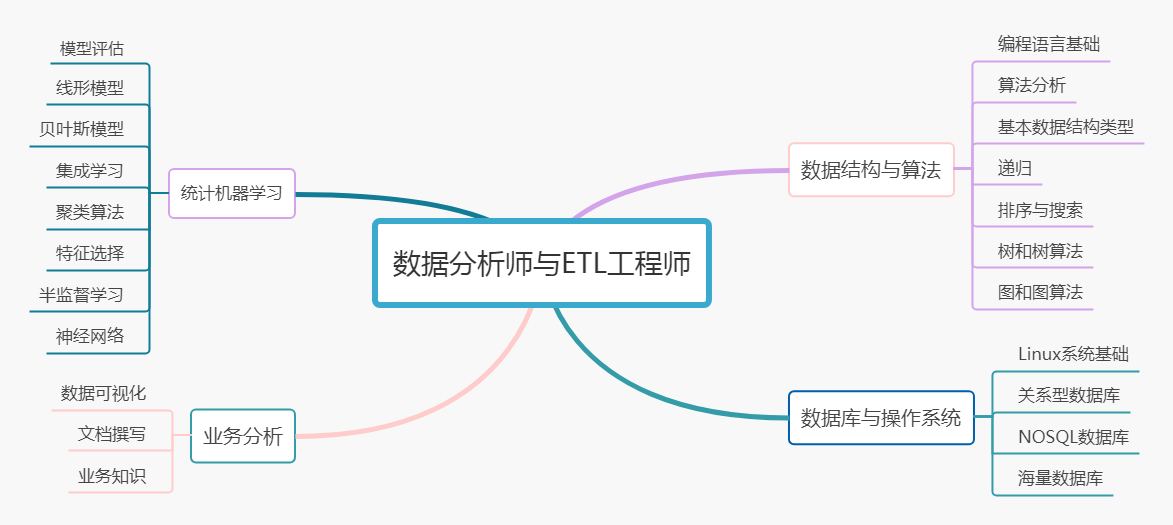 数据分析师与ETL工程师
数据结构与算法
编程语言基础
算法分析
基本数据结构类型
递归
排序与搜索
树和树算法
图和图算法
数据库与操作系统
Linux系统基础
关系型数据库
NOSQL数据库
海量数据库
统计机器学习
模型评估
线形模型
贝叶斯模型
集成学习
聚类算法
特征选择
半监督学习
神经网络
业务分析
数据可视化
文档撰写
业务知识